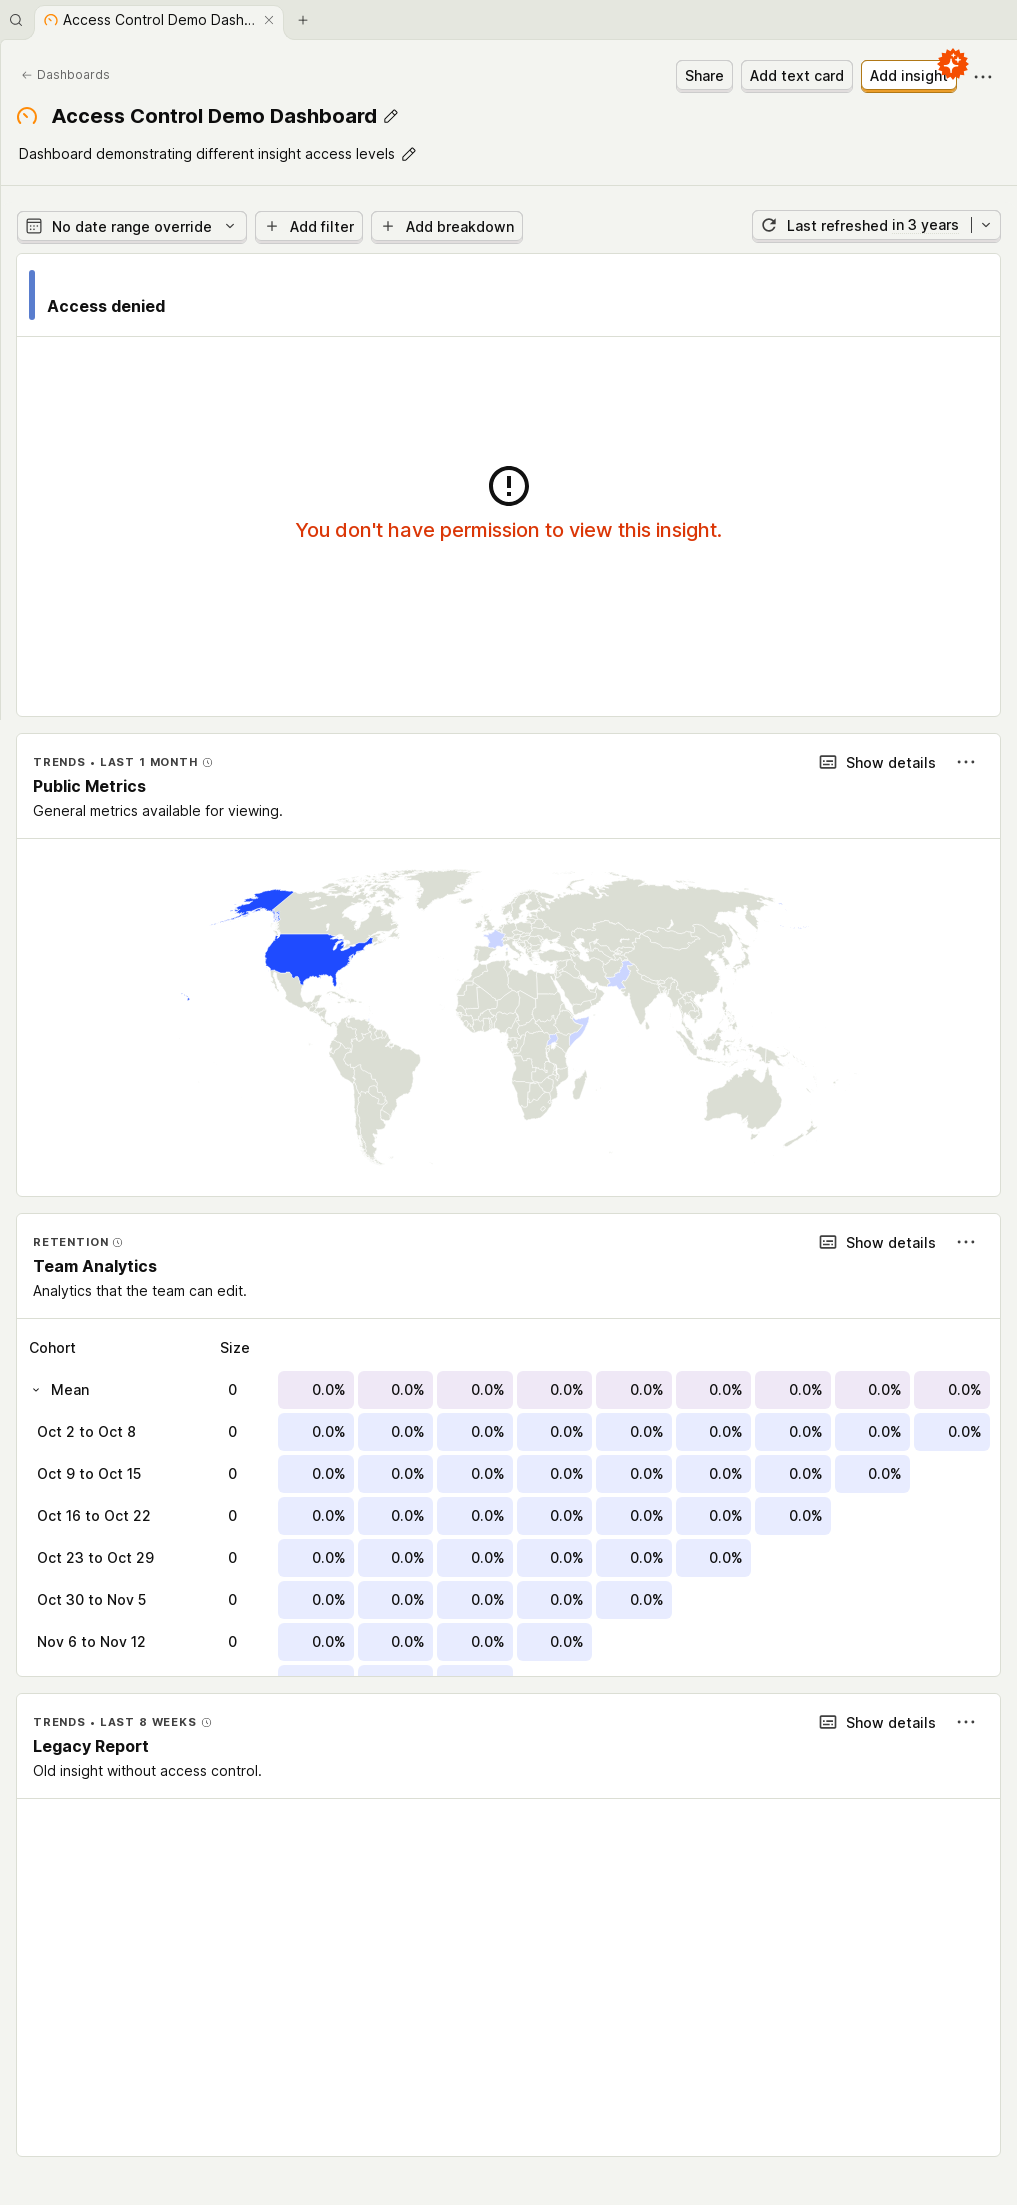 Access Control Demo Dash...
Dashboards
Share
Add text card
Add insight
Access Control Demo Dashboard
Dashboard demonstrating different insight access levels
No date range override
Add filter
Add breakdown
Last refreshed in 3 years
Access denied
You don't have permission to view this insight.
TRENDS • LAST 1 MONTH
Show details
Public Metrics
General metrics available for viewing.
RETENTION
Show details
Team Analytics
Analytics that the team can edit.
Cohort Size
Mean 0 0.0% 0.0% 0.0% 0.0% 0.0% 0.0% 0.0% 0.0% 0.0%
Oct 2 to Oct 8 0 0.0% 0.0% 0.0% 0.0% 0.0% 0.0% 0.0% 0.0% 0.0%
Oct 9 to Oct 15 0 0.0% 0.0% 0.0% 0.0% 0.0% 0.0% 0.0% 0.0%
Oct 16 to Oct 22 0 0.0% 0.0% 0.0% 0.0% 0.0% 0.0% 0.0%
Oct 23 to Oct 29 0 0.0% 0.0% 0.0% 0.0% 0.0% 0.0%
Oct 30 to Nov 5 0 0.0% 0.0% 0.0% 0.0% 0.0%
Nov 6 to Nov 12 0 0.0% 0.0% 0.0% 0.0%
TRENDS • LAST 8 WEEKS
Show details
Legacy Report
Old insight without access control.